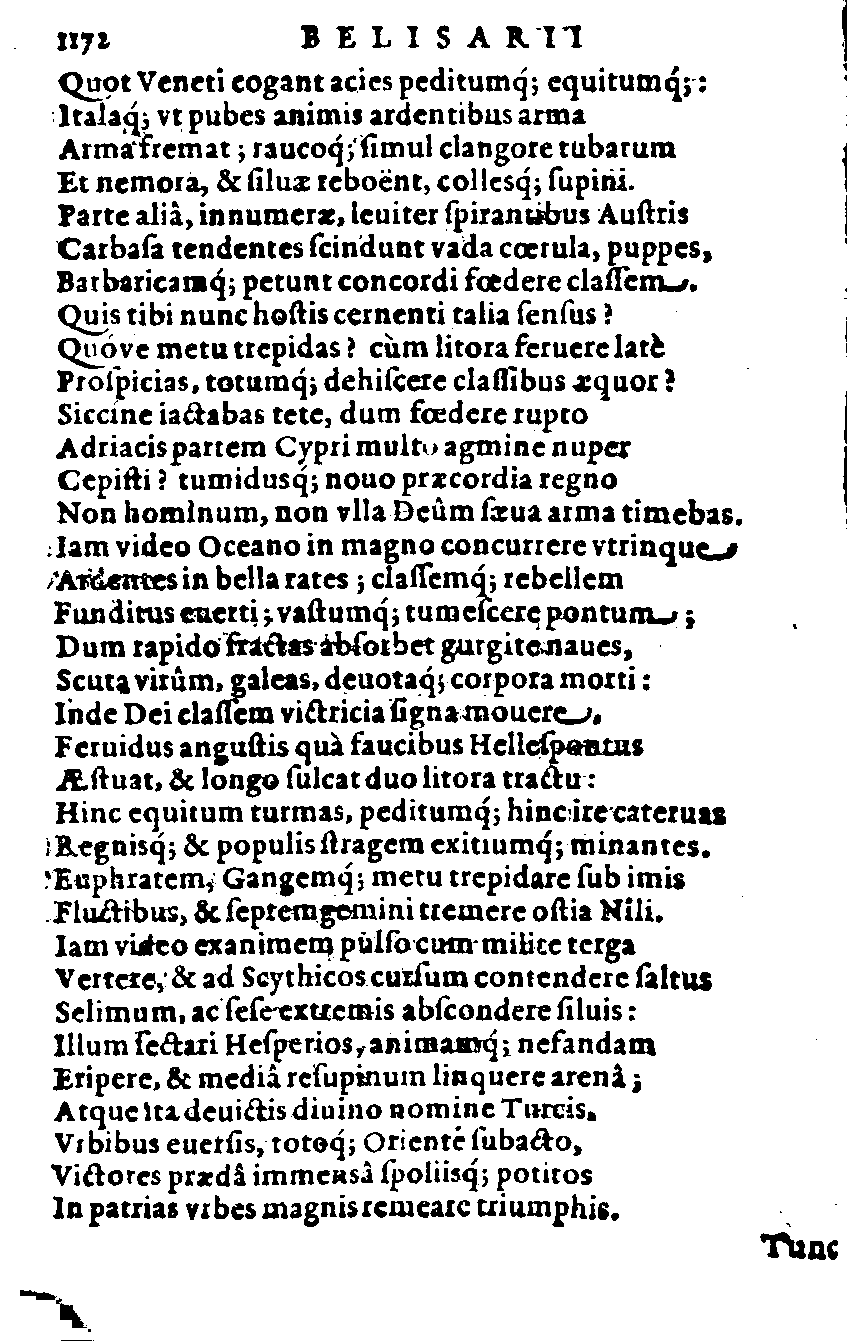 1172 BELISARII
Quot Veneti cogant acies peditumq́; equitumq́;:
Italaq́; vt pubes animis ardentibus arma
Arma fremat; raucoq́; ſimul clangore tubarum
Et nemora, & ſiluæ reboënt, collesq́; ſupini.
Parte aliâ, innumeræ, leuiter ſpirantibus Auſtris
Carbaſa tendentes ſcindunt vada cœrula, puppes,
Barbaricamq́; petunt concordi fœdere claſſem.
Quis tibi nunc hoſtis cernenti talia ſenſus?
Quóve metu trepidas? cùm litora feruere latè
Proſpicias, totumq́; dehiſcere claſſibus æquor?
Siccine iactabas tete, dum fœdere rupto
Adriacis partem Cypri multo agmine nuper
Cepiſti? tumidusq́; nouo præcordia regno
Non hominum, non vlla Deûm ſæua arma timebas.
Iam video Oceano in magno concurrere vtrinque
Ardentes in bella rates; claſſemq́; rebellem
Funditus euerti; vaſtumq́; tumeſcere pontum;
Dum rapido fractas abſorbet gurgite naues,
Scuta virûm, galeas, deuotaq́; corpora morti:
Inde Dei claſſem victricia ſigna mouere.
Feruidus anguſtis quà faucibus Helleſpontus
Æſtuat, & longo ſulcat duo litora tractu:
Hinc equitum turmas, peditumq́; hinc ire cateruas
Regnisq́; & populis ſtragem exitiumq́; minantes.
Euphratem, Gangemq́; metu trepidare ſub imis
Fluctibus, & ſeptemgemini tremere oſtia Nili.
Iam video exanimem pulſo cum milite terga
Vertere, & ad Scythicos curſum contendere ſaltus
Selimum, ac ſeſe extremis abſcondere ſiluis:
Illum ſectari Heſperios, animamq́; nefandam
Eripere, & mediâ reſupinum linquere arenâ;
Atque ita deuictis diuino nomine Turcis,
Vrbibus euerſis, totoq́; Oriente ſubacto,
Victores prædâ immensâ ſpoliisq́; potitos
In patrias vrbes magnis remeare triumphis.
Tunc